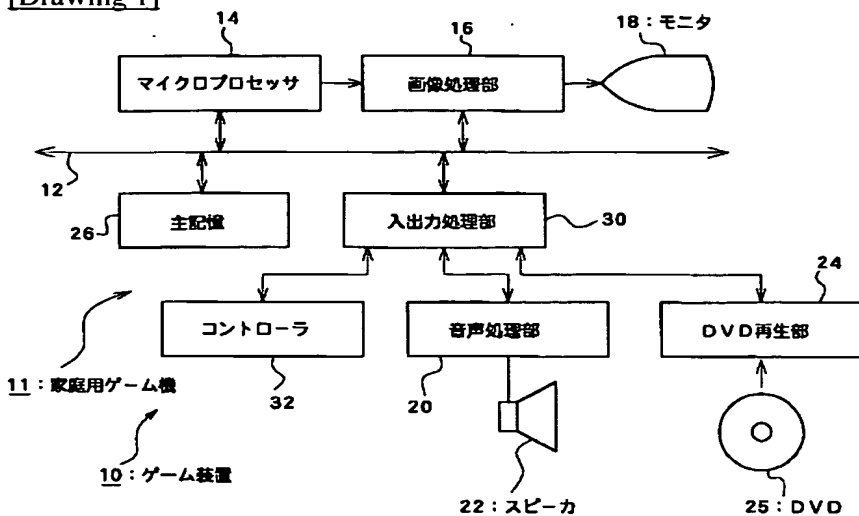 [Drawing 1]
14
16
18：モニタ
マイクロプロセッサ
画像処理部
12
主記憶
入出力処理部
26
30
24
コントローラ
音声処理部
DVD再生部
11：家庭用ゲーム機
32
20
10：ゲーム装置
22：スピーカ
25：DVD